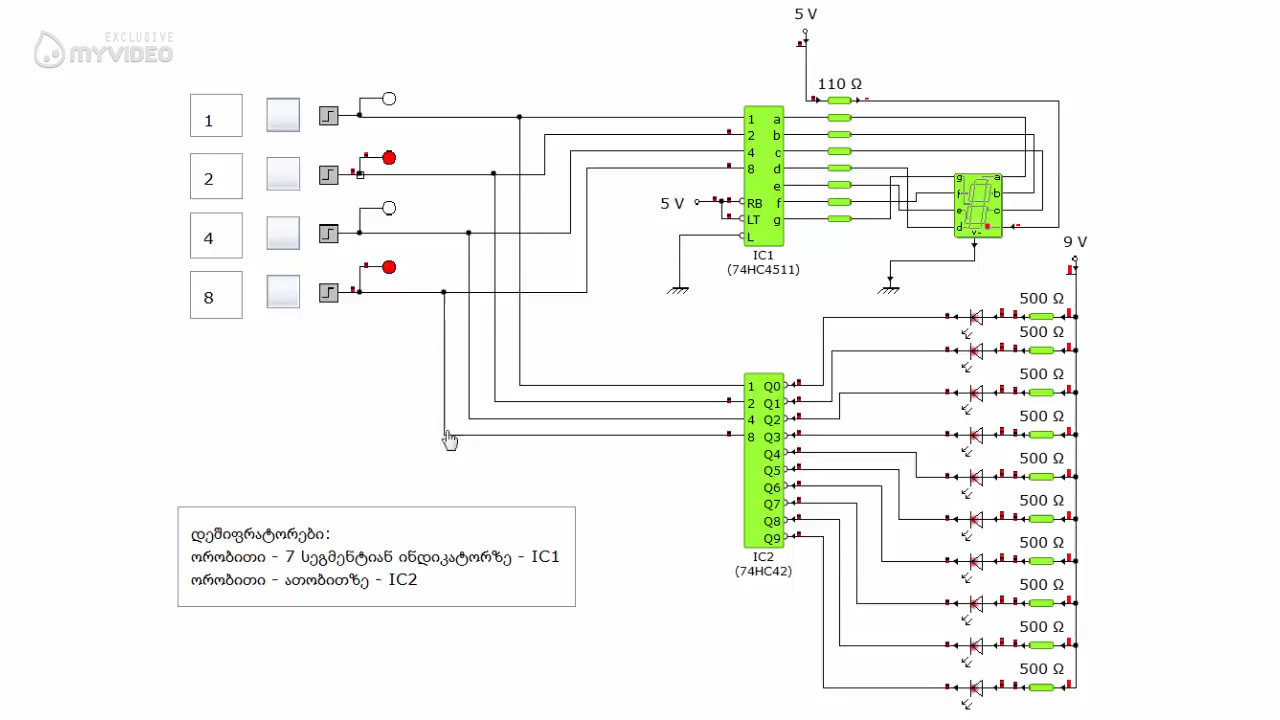 EXCLUSIVE
MYVIDEO
5 V
110 Ω
1
2
4
8
1 a
2 b
4 c
8 d
e
RB f
LT g
L
5 V
IC1
(74HC4511)
g a
f b
e c
d
v-
9 V
500 Ω
500 Ω
500 Ω
500 Ω
500 Ω
500 Ω
500 Ω
500 Ω
500 Ω
500 Ω
1 Q0
2 Q1
4 Q2
8 Q3
Q4
Q5
Q6
Q7
Q8
Q9
IC2
(74HC42)
დეშიფრატორები:
ორობითი - 7 სეგმენტიან ინდიკატორზე - IC1
ორობითი - ათობითზე - IC2